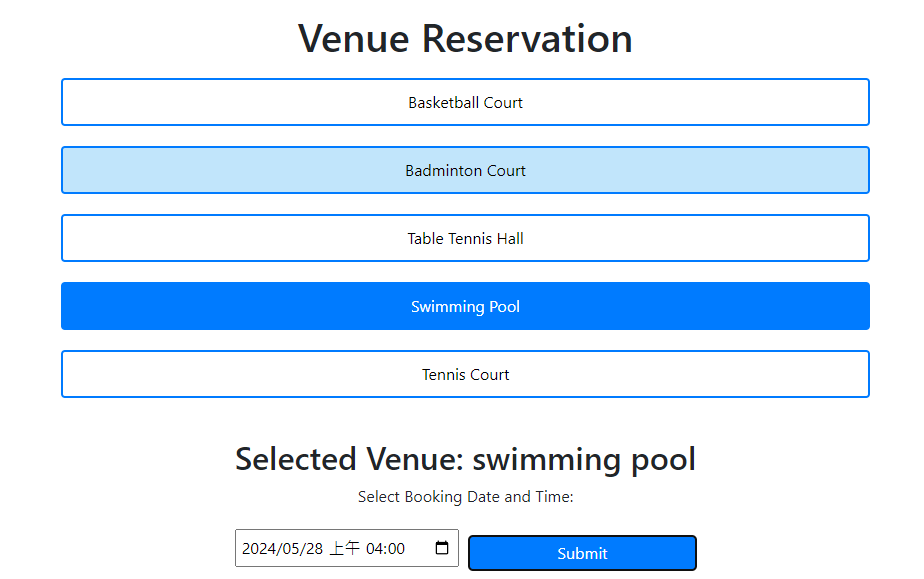 Venue Reservation
Basketball Court
Badminton Court
Table Tennis Hall
Swimming Pool
Tennis Court
Selected Venue: swimming pool
Select Booking Date and Time:
2024/05/28 上午 04:00
Submit